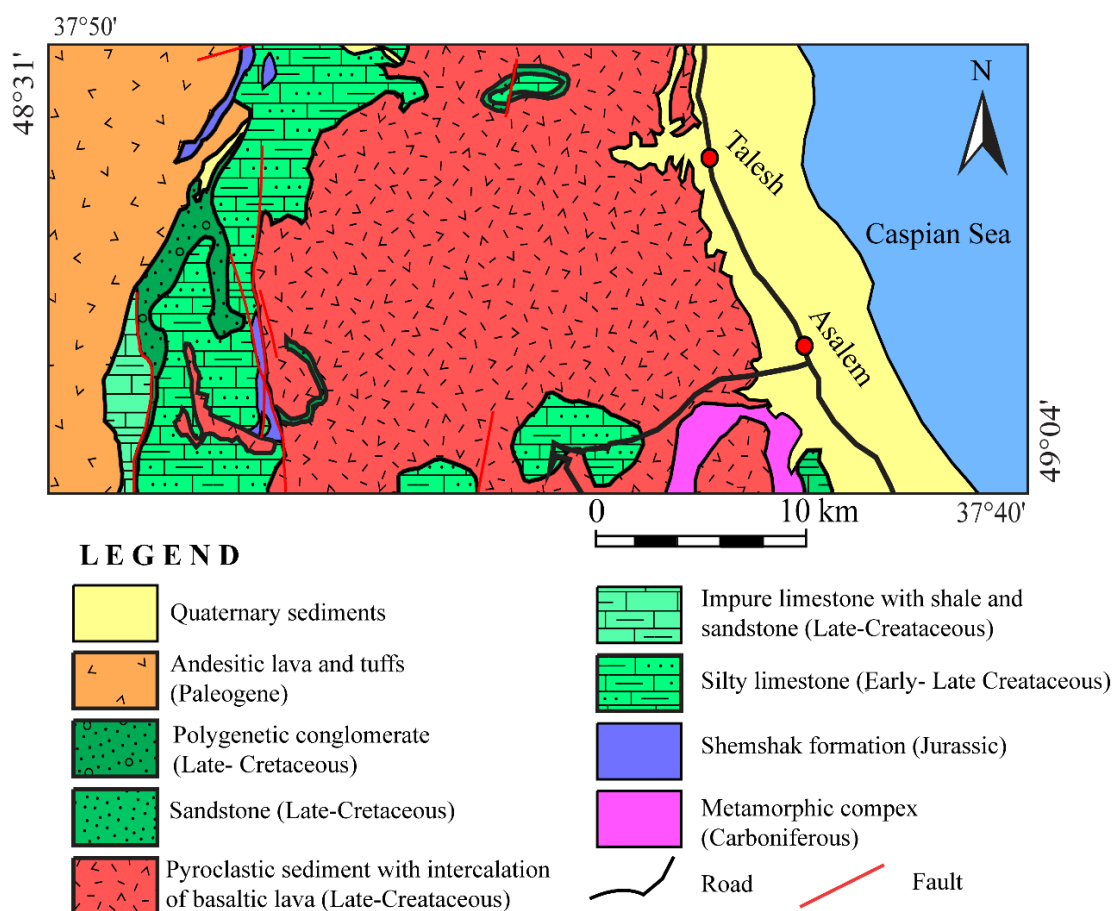 37°50'
48°31'
N
Talesh
Caspian Sea
Asalem
49°04'
0 10 km
37°40'
LEGEND
Quaternary sediments
Andesitic lava and tuffs
(Paleogene)
Polygenetic conglomerate
(Late- Cretaceous)
Sandstone (Late-Cretaceous)
Pyroclastic sediment with intercalation
of basaltic lava (Late-Creataceous)
Impure limestone with shale and
sandstone (Late-Creataceous)
Silty limestone (Early- Late Creataceous)
Shemshak formation (Jurassic)
Metamorphic compex
(Carboniferous)
Road
Fault